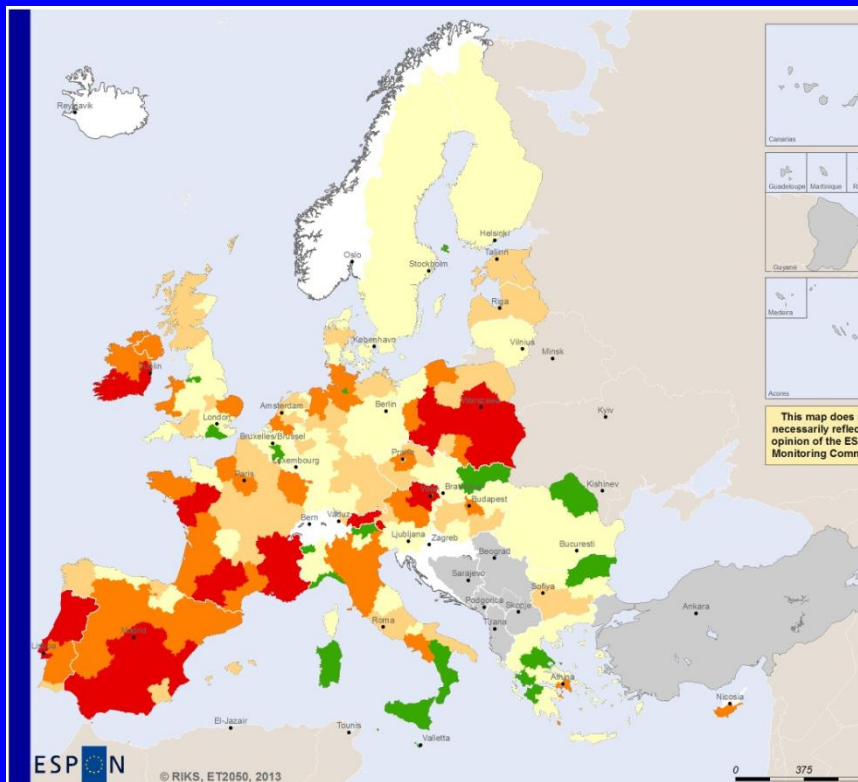 Reykjavik
Canarias
Guadeloupe
Martinique
R
Guyane
Helsinki
Tallinn
Oslo
Stockholm
Riga
Madeira
København
Vilnius
Minsk
Acores
Dublin
Amsterdam
Berlin
Warszawa
London
Bruxelles/Brussel
Kyiv
This map does
necessarily reflec
opinion of the ES
Monitoring Comm
Luxembourg
Praha
Paris
Kishinev
Budapest
Bern
Vaduz
Ljubljana
Zagreb
Bucuresti
Beograd
Sarajevo
Sofiya
Podgorica
Skopje
Ankara
Roma
Tirana
Madrid
Athina
Nicosia
El-Jazair
Tounis
Valletta
ESPON
© RIKS, ET2050, 2013
0 375